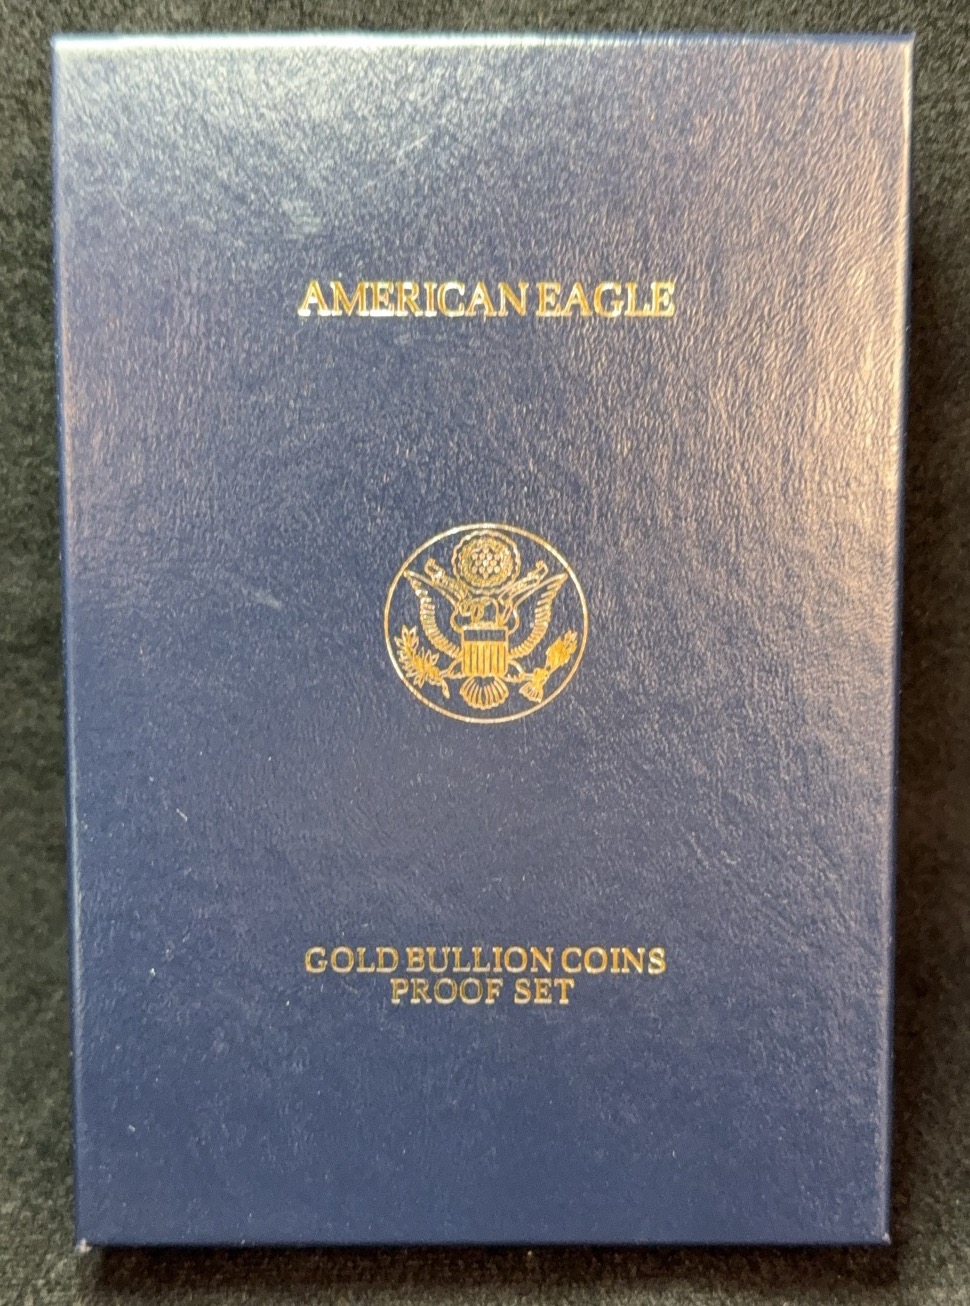 AMERICAN EAGLE
GOLD BULLION COINS
PROOF SET